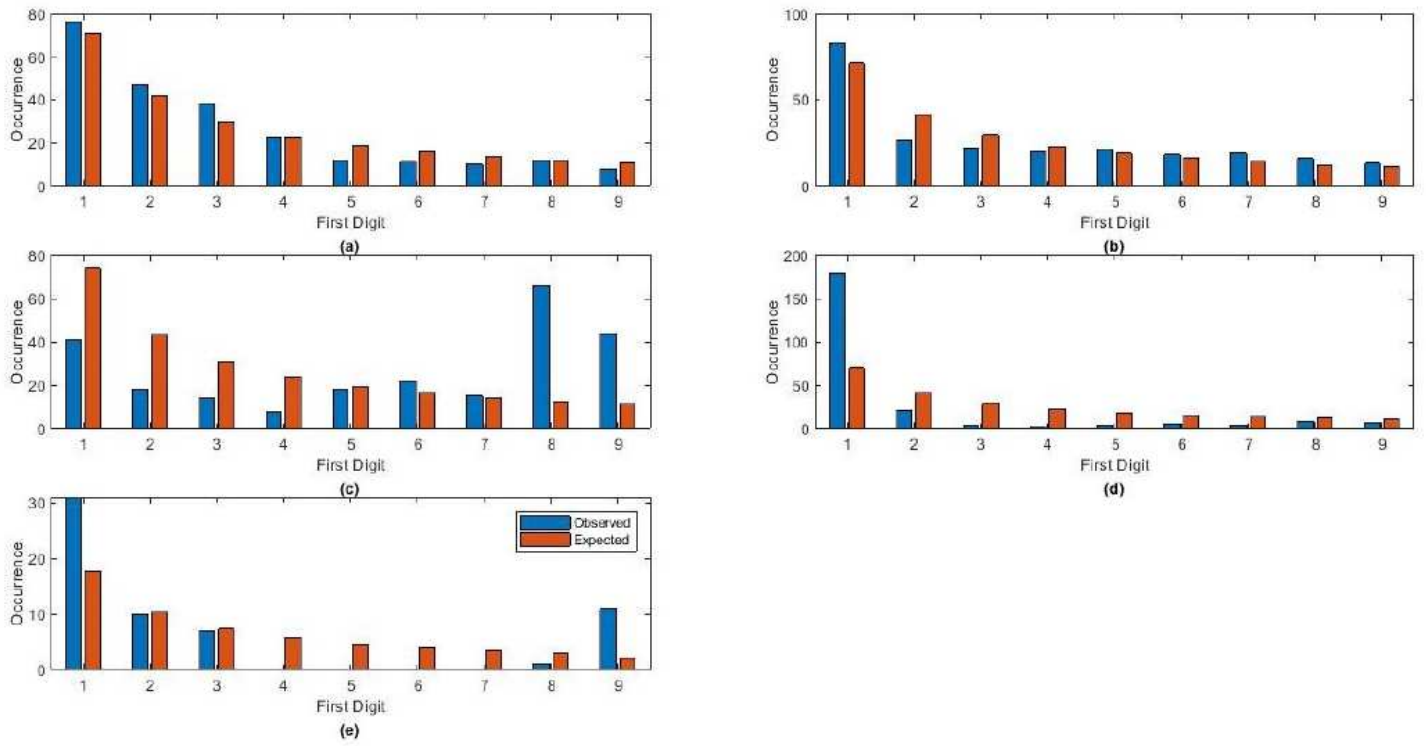 80
60
40
20
0
Occurrence
1 2 3 4 5 6 7 8 9
First Digit
(a)
100
50
0
Occurrence
1 2 3 4 5 6 7 8 9
First Digit
(b)
80
60
40
20
0
Occurrence
1 2 3 4 5 6 7 8 9
First Digit
(c)
200
150
100
50
0
Occurrence
1 2 3 4 5 6 7 8 9
First Digit
(d)
30
20
10
0
Occurrence
Observed
Expected
1 2 3 4 5 6 7 8 9
First Digit
(e)